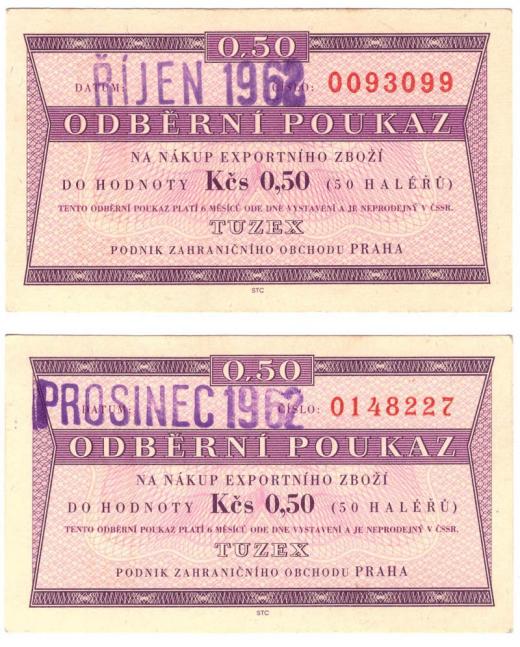 0,50
DATUM: ŘÍJEN 1962 ČÍSLO: 0093099
ODBĚRNÍ POUKAZ
NA NÁKUP EXPORTNÍHO ZBOŽÍ
DO HODNOTY Kčs 0,50 (50 HALÉŘŮ)
TENTO ODBĚRNÍ POUKAZ PLATÍ 6 MĚSÍCŮ ODE DNE VYSTAVENÍ A JE NEPRODEJNÝ V ČSSR.
TUZEX
PODNIK ZAHRANIČNÍHO OBCHODU PRAHA
STC
0,50
DATUM: PROSINEC 1962 ČÍSLO: 0148227
ODBĚRNÍ POUKAZ
NA NÁKUP EXPORTNÍHO ZBOŽÍ
DO HODNOTY Kčs 0,50 (50 HALÉŘŮ)
TENTO ODBĚRNÍ POUKAZ PLATÍ 6 MĚSÍCŮ ODE DNE VYSTAVENÍ A JE NEPRODEJNÝ V ČSSR.
TUZEX
PODNIK ZAHRANIČNÍHO OBCHODU PRAHA
STC